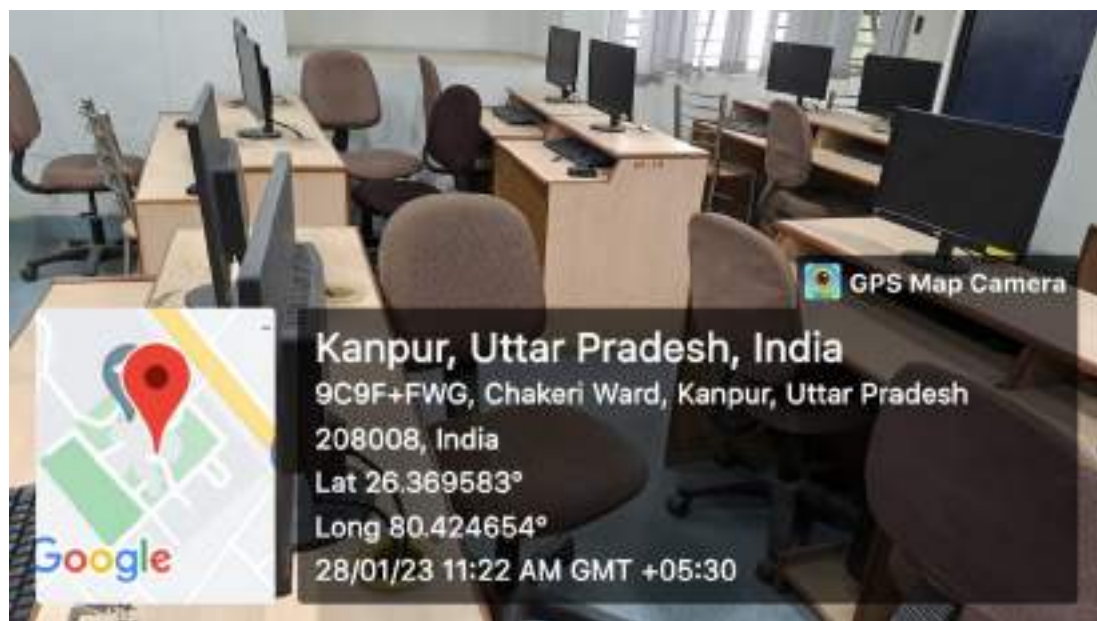 GPS Map Camera
Kanpur, Uttar Pradesh, India
9C9F+FWG, Chakeri Ward, Kanpur, Uttar Pradesh
208008, India
Lat 26.369583°
Long 80.424654°
28/01/23 11:22 AM GMT +05:30
Google